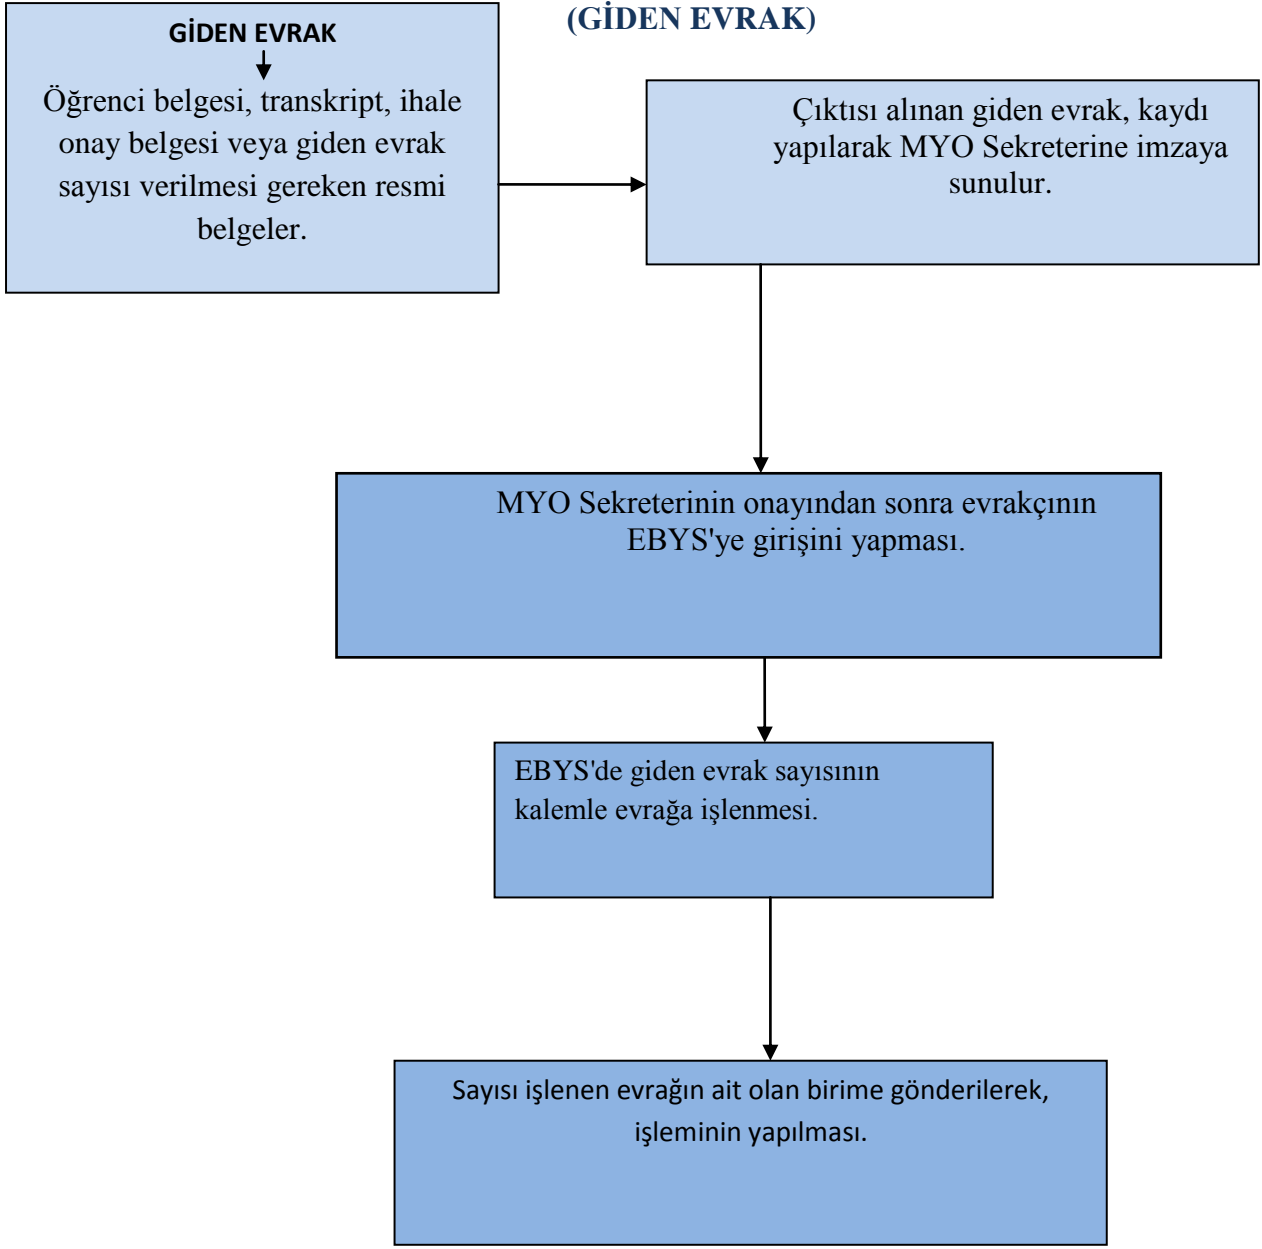 (GİDEN EVRAK)
GİDEN EVRAK
Öğrenci belgesi, transkript, ihale
onay belgesi veya giden evrak
sayısı verilmesi gereken resmi
belgeler.
Çıktısı alınan giden evrak, kaydı
yapılarak MYO Sekreterine imzaya
sunulur.
MYO Sekreterinin onayından sonra evrakçının
EBYS'ye girişini yapması.
EBYS'de giden evrak sayısının
kalemle evrağa işlenmesi.
Sayısı işlenen evrağın ait olan birime gönderilerek,
işleminin yapılması.